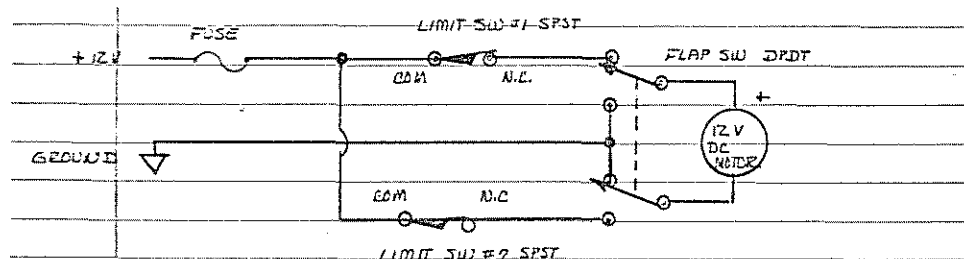 LIMIT SW #1 SPST
FUSE
+ 12V
COM
N.C.
FLAP SW DPDT
+
12 V
DC
MOTOR
GROUND
COM
N.C
LIMIT SW #2 SPST